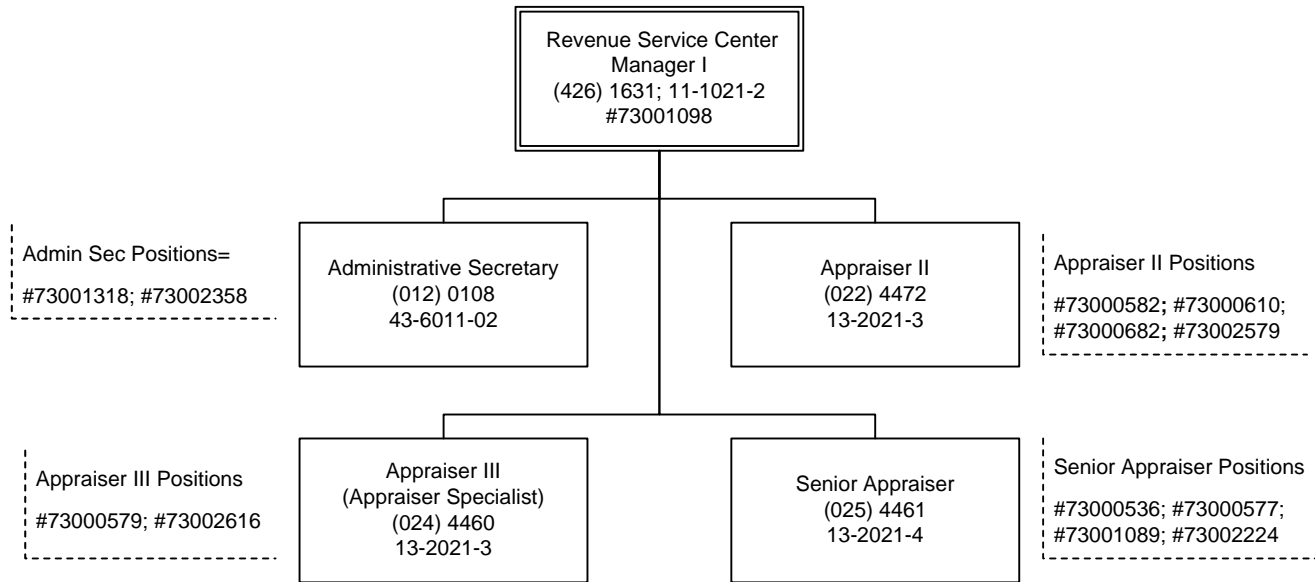 Revenue Service Center
Manager I
(426) 1631; 11-1021-2
#73001098
Admin Sec Positions=
#73001318; #73002358
Administrative Secretary
(012) 0108
43-6011-02
Appraiser II
(022) 4472
13-2021-3
Appraiser II Positions
#73000582; #73000610;
#73000682; #73002579
Appraiser III Positions
#73000579; #73002616
Appraiser III
(Appraiser Specialist)
(024) 4460
13-2021-3
Senior Appraiser
(025) 4461
13-2021-4
Senior Appraiser Positions
#73000536; #73000577;
#73001089; #73002224